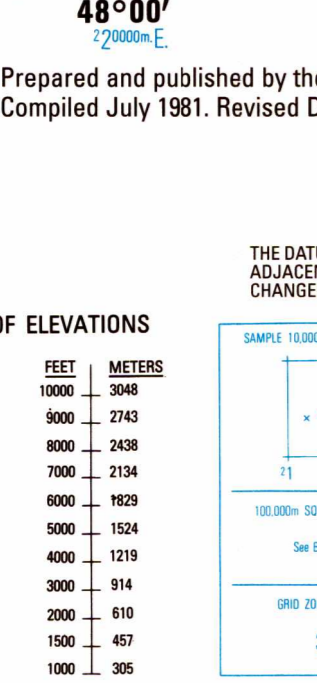 48°00'
²20000m.E.
Prepared and published by the
Compiled July 1981. Revised D
THE DATU
ADJACEN
CHANGE
OF ELEVATIONS
FEET METERS
10000 3048
9000 2743
8000 2438
7000 2134
6000 1829
5000 1524
4000 1219
3000 914
2000 610
1500 457
1000 305
SAMPLE 10,000
×
²1
100,000m SQ
See
GRID ZO